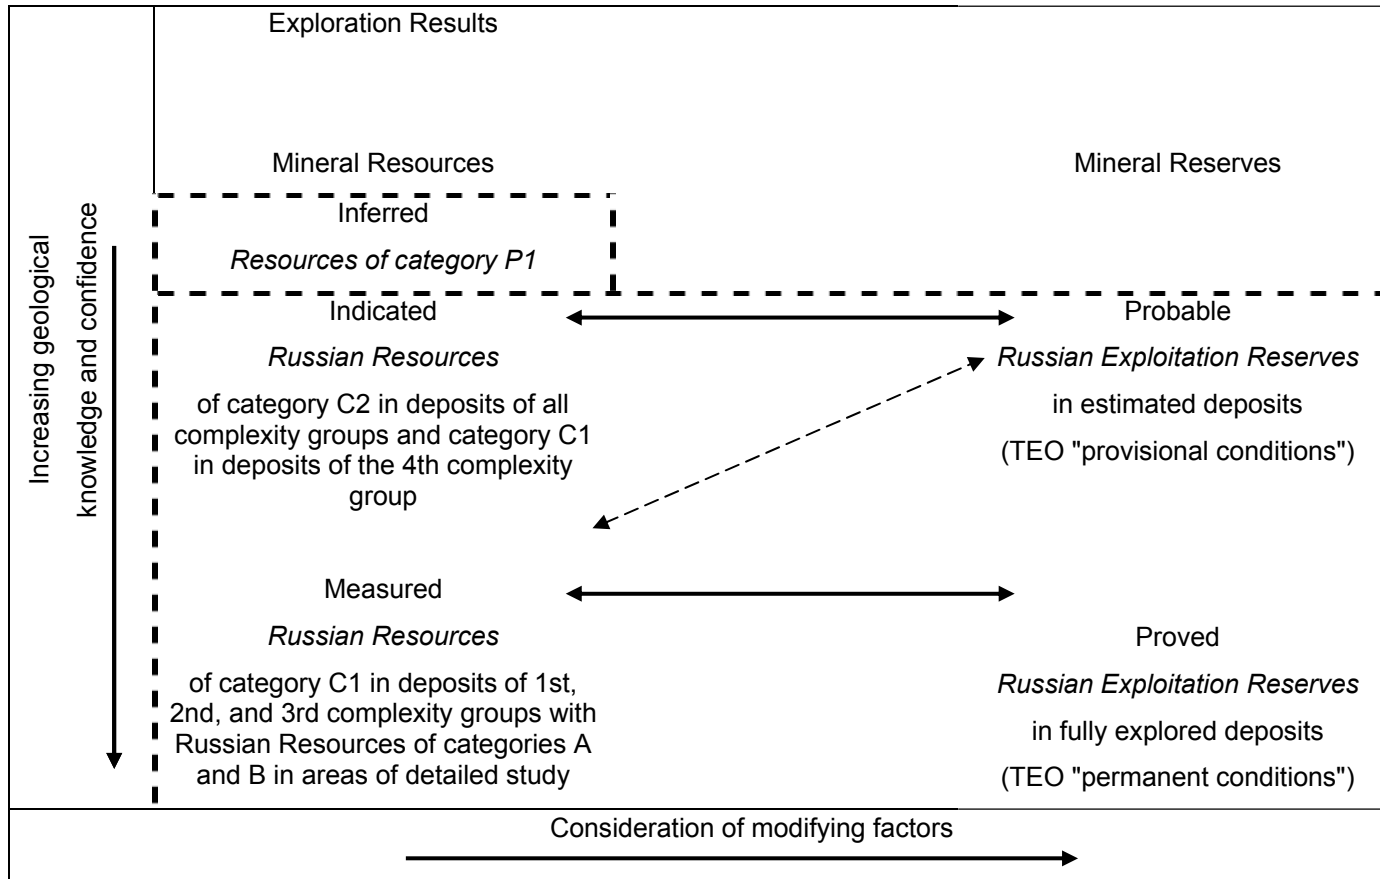 Exploration Results
Mineral Resources
Mineral Reserves
Increasing geological
knowledge and confidence
Inferred
Resources of category P1
Indicated
Russian Resources
of category C2 in deposits of all
complexity groups and category C1
in deposits of the 4th complexity
group
Probable
Russian Exploitation Reserves
in estimated deposits
(TEO "provisional conditions")
Measured
Russian Resources
of category C1 in deposits of 1st,
2nd, and 3rd complexity groups with
Russian Resources of categories A
and B in areas of detailed study
Proved
Russian Exploitation Reserves
in fully explored deposits
(TEO "permanent conditions")
Consideration of modifying factors